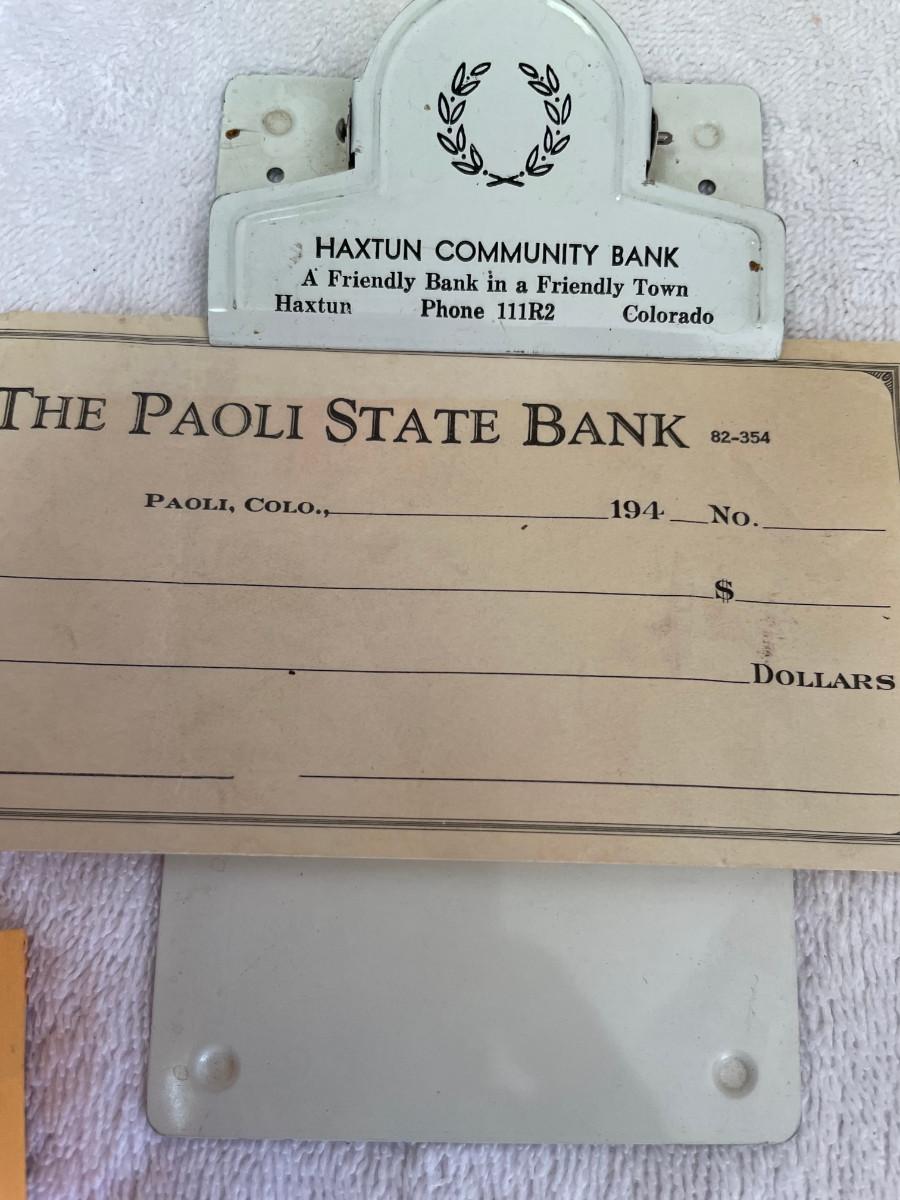 HAXTUN COMMUNITY BANK
A Friendly Bank in a Friendly Town
Haxtun Phone 111R2 Colorado
THE PAOLI STATE BANK 82-354
PAOLI, COLO., 194 No.
$
DOLLARS